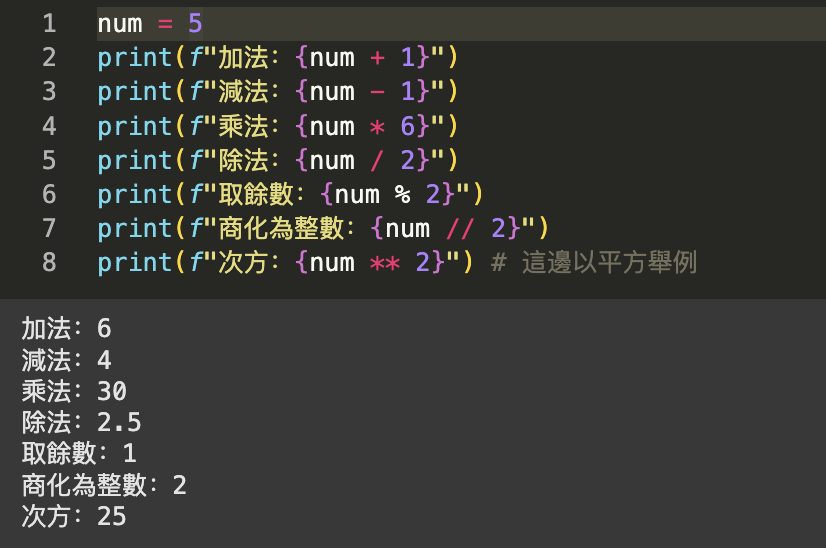 1 num = 5
2 print(f"加法: {num + 1}")
3 print(f"減法: {num - 1}")
4 print(f"乘法: {num * 6}")
5 print(f"除法: {num / 2}")
6 print(f"取餘數: {num % 2}")
7 print(f"商化為整數: {num // 2}")
8 print(f"次方: {num ** 2}") # 這邊以平方舉例
加法: 6
減法: 4
乘法: 30
除法: 2.5
取餘數: 1
商化為整數: 2
次方: 25